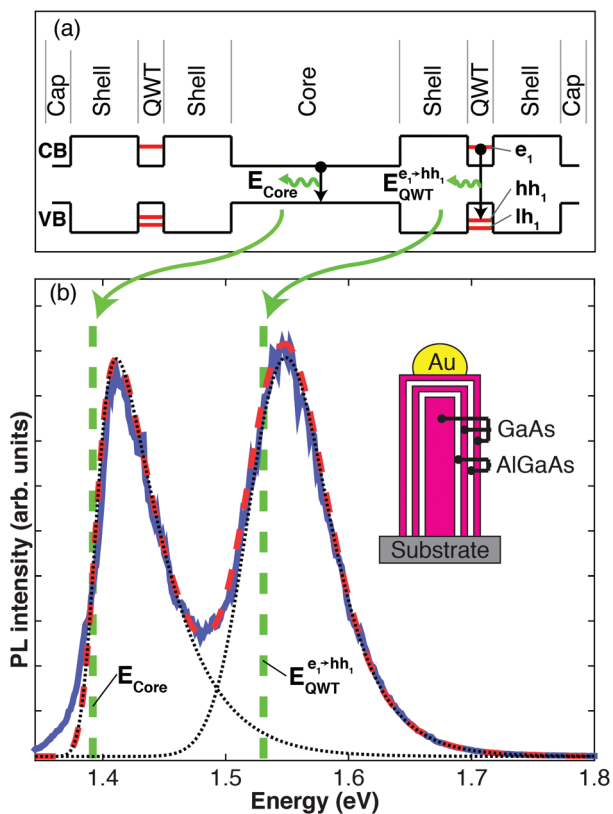 (a)
Cap
Shell
QWT
Shell
Core
Shell
QWT
Shell
Cap
CB
e₁
E_Core
E_QWT^e₁→hh₁
hh₁
lh₁
VB
(b)
Au
GaAs
AlGaAs
Substrate
E_Core
E_QWT^e₁→hh₁
PL intensity (arb. units)
1.4 1.5 1.6 1.7 1.8
Energy (eV)